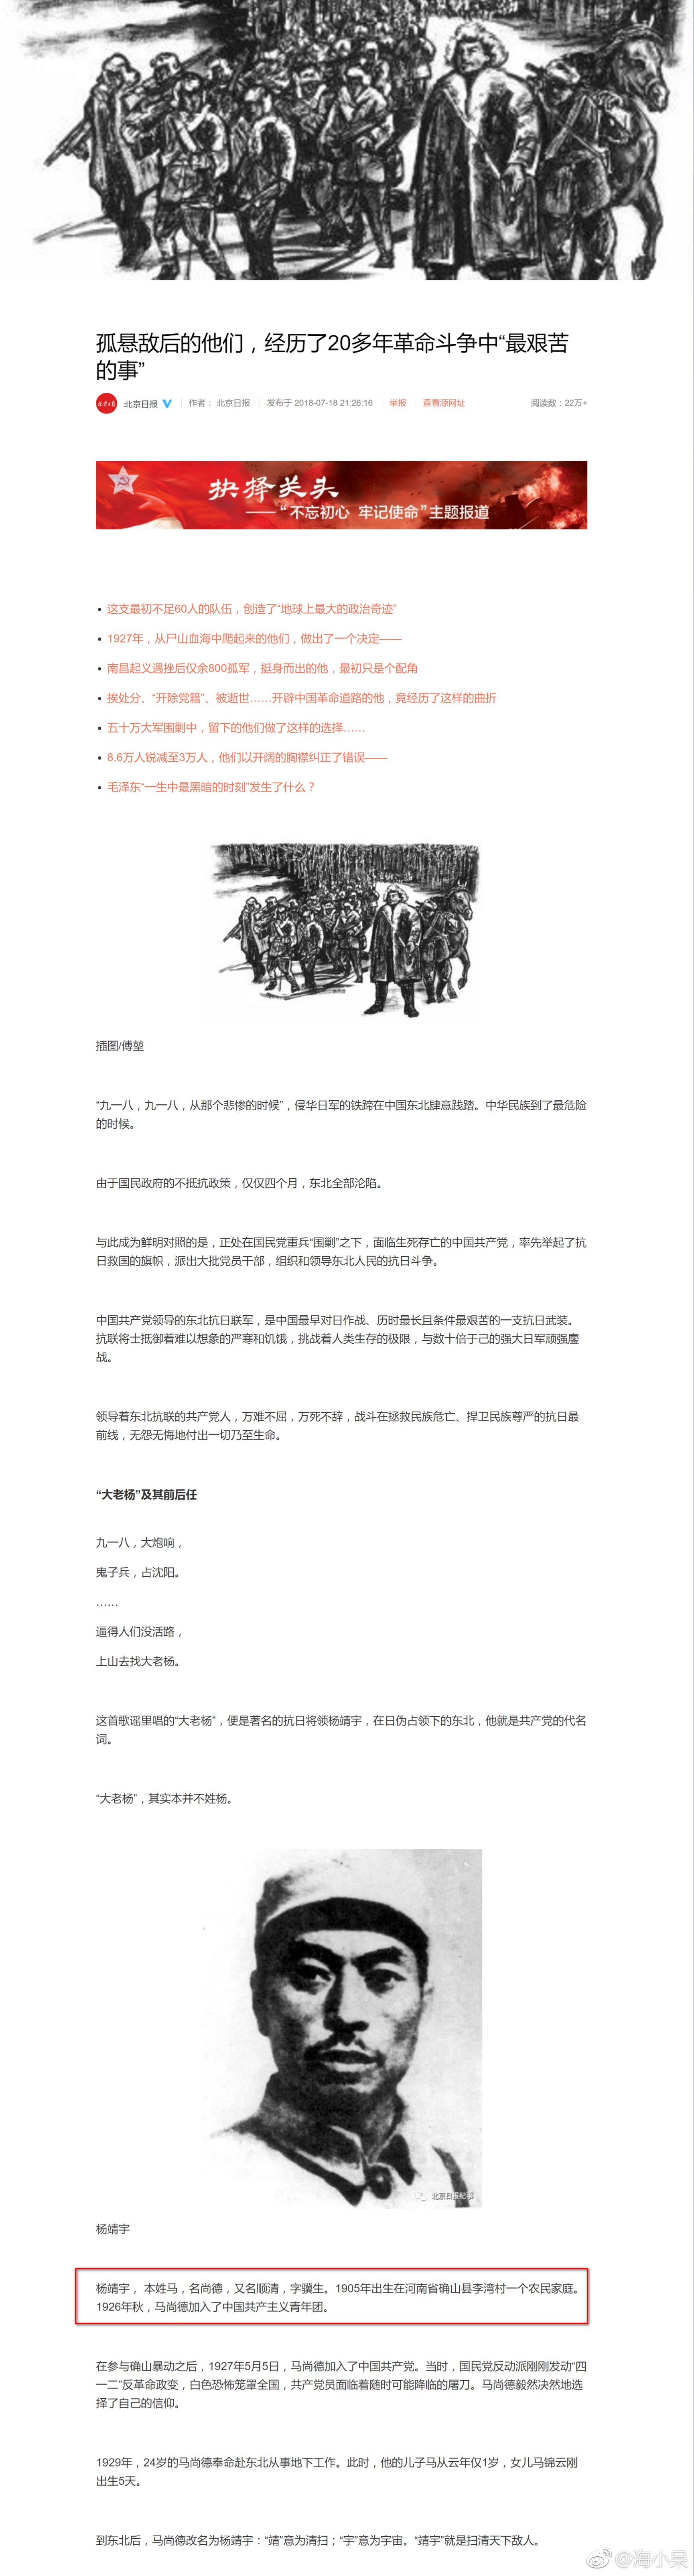 孤悬敌后的他们，经历了20多年革命斗争中“最艰苦
的事”
北京日报
北京日报 作者： 北京日报 发布于 2018-07-18 21:26:16 举报 查看源网址 阅读数：22万+
抉择关头
——“不忘初心 牢记使命”主题报道
• 这支最初不足60人的队伍，创造了“地球上最大的政治奇迹”
• 1927年，从尸山血海中爬起来的他们，做出了一个决定——
• 南昌起义遇挫后仅余800孤军，挺身而出的他，最初只是个配角
• 挨处分、“开除党籍”、被逝世……开辟中国革命道路的他，竟经历了这样的曲折
• 五十万大军围剿中，留下的他们做了这样的选择……
• 8.6万人锐减至3万人，他们以开阔的胸襟纠正了错误——
• 毛泽东“一生中最黑暗的时刻”发生了什么？
插图/傅堃
“九一八，九一八，从那个悲惨的时候”，侵华日军的铁蹄在中国东北肆意践踏。中华民族到了最危险
的时候。
由于国民政府的不抵抗政策，仅仅四个月，东北全部沦陷。
与此成为鲜明对照的是，正处在国民党重兵“围剿”之下，面临生死存亡的中国共产党，率先举起了抗
日救国的旗帜，派出大批党员干部，组织和领导东北人民的抗日斗争。
中国共产党领导的东北抗日联军，是中国最早对日作战、历时最长且条件最艰苦的一支抗日武装。
抗联将士抵御着难以想象的严寒和饥饿，挑战着人类生存的极限，与数十倍于己的强大日军顽强鏖
战。
领导着东北抗联的共产党人，万难不屈，万死不辞，战斗在拯救民族危亡、捍卫民族尊严的抗日最
前线，无怨无悔地付出一切乃至生命。
“大老杨”及其前后任
九一八，大炮响，
鬼子兵，占沈阳。
……
逼得人们没活路，
上山去找大老杨。
这首歌谣里唱的“大老杨”，便是著名的抗日将领杨靖宇，在日伪占领下的东北，他就是共产党的代名
词。
“大老杨”，其实本并不姓杨。
北京日报纪事
杨靖宇
杨靖宇， 本姓马，名尚德，又名顺清，字骥生。1905年出生在河南省确山县李湾村一个农民家庭。
1926年秋，马尚德加入了中国共产主义青年团。
在参与确山暴动之后，1927年5月5日，马尚德加入了中国共产党。当时，国民党反动派刚刚发动“四
一二”反革命政变，白色恐怖笼罩全国，共产党员面临着随时可能降临的屠刀。马尚德毅然决然地选
择了自己的信仰。
1929年，24岁的马尚德奉命赴东北从事地下工作。此时，他的儿子马从云年仅1岁，女儿马锦云刚
出生5天。
到东北后，马尚德改名为杨靖宇：“靖”意为清扫；“宇”意为宇宙。“靖宇”就是扫清天下敌人。
@海小呆